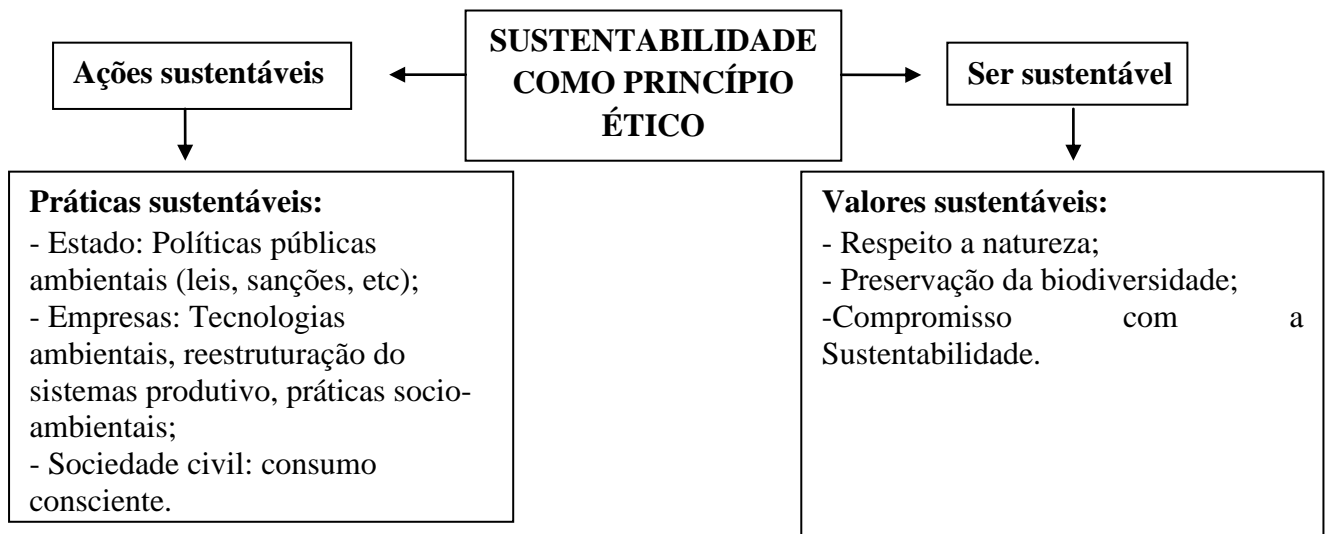 SUSTENTABILIDADE
COMO PRINCÍPIO
ÉTICO
Ações sustentáveis
Ser sustentável
Práticas sustentáveis:
- Estado: Políticas públicas
ambientais (leis, sanções, etc);
- Empresas: Tecnologias
ambientais, reestruturação do
sistemas produtivo, práticas socio-
ambientais;
- Sociedade civil: consumo
consciente.
Valores sustentáveis:
- Respeito a natureza;
- Preservação da biodiversidade;
-Compromisso com a
Sustentabilidade.